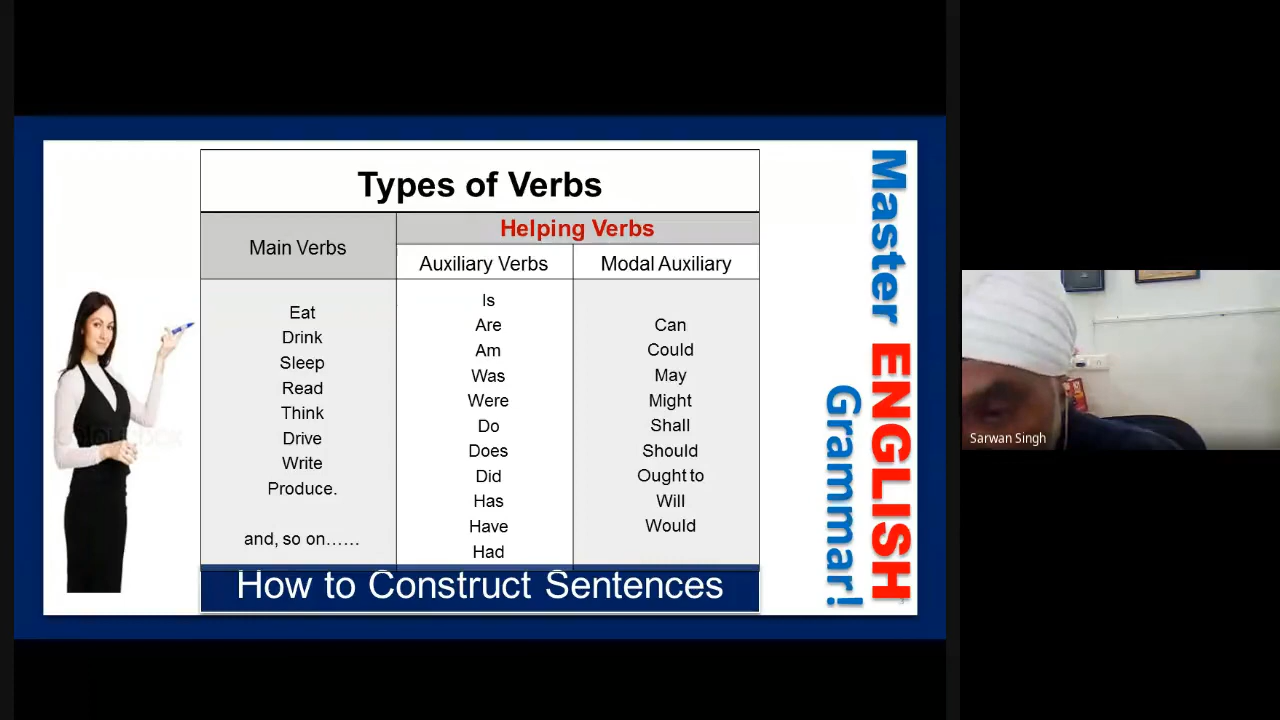 Types of Verbs
Main Verbs
Helping Verbs
Auxiliary Verbs
Modal Auxiliary
Eat
Drink
Sleep
Read
Think
Drive
Write
Produce.
and, so on……
Is
Are
Am
Was
Were
Do
Does
Did
Has
Have
Had
Can
Could
May
Might
Shall
Should
Ought to
Will
Would
How to Construct Sentences
Master ENGLISH
Grammar!
Sarwan Singh